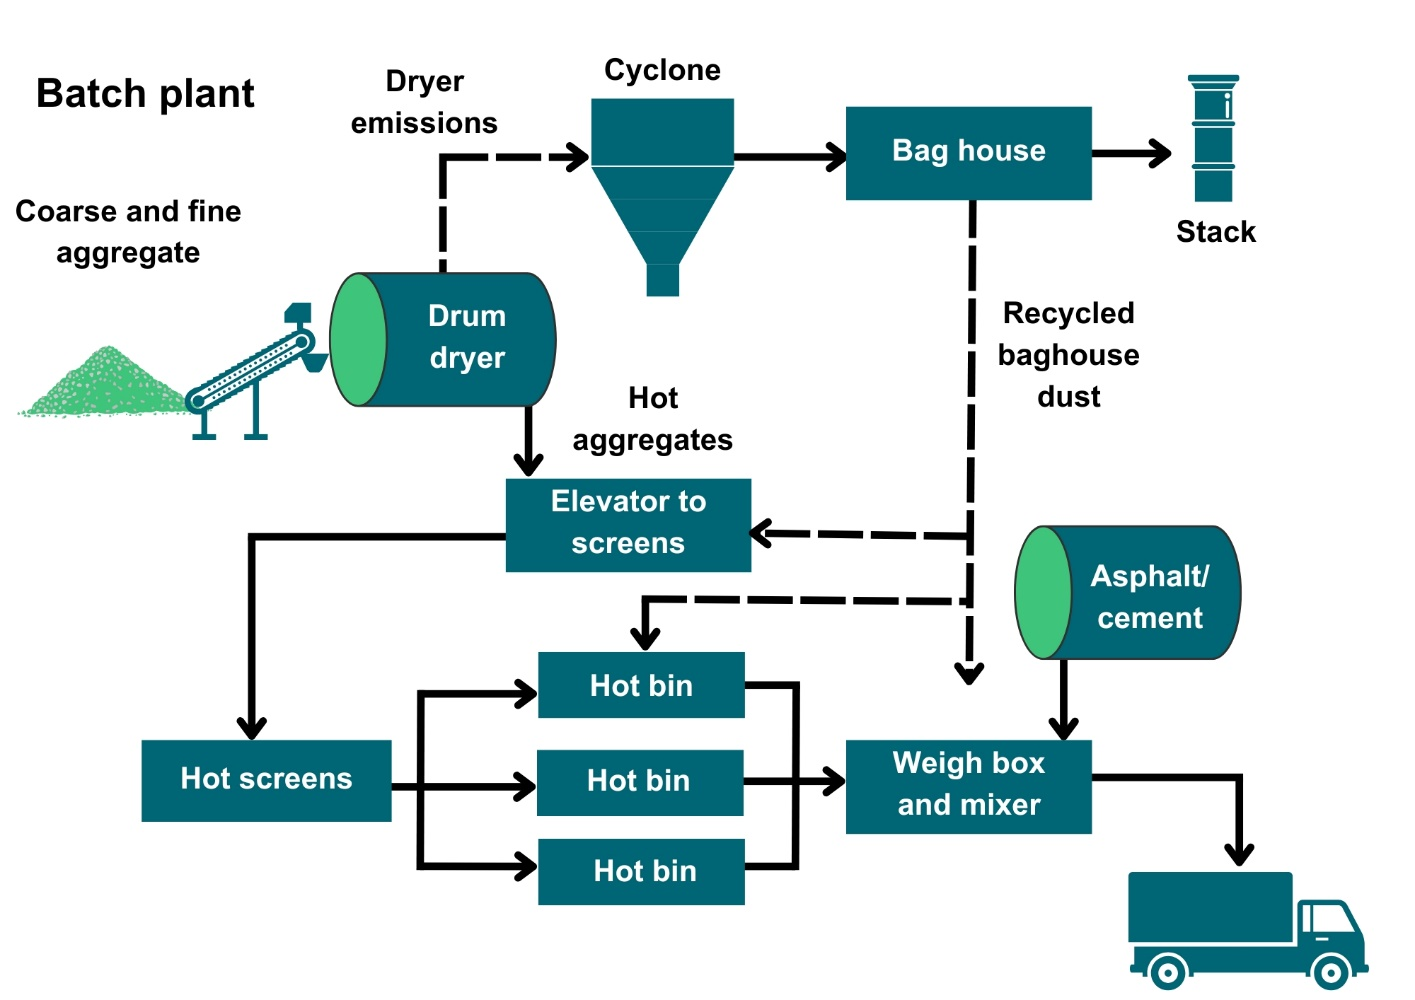 Batch plant
Dryer
emissions
Cyclone
Bag house
Stack
Coarse and fine
aggregate
Drum
dryer
Recycled
baghouse
dust
Hot
aggregates
Elevator to
screens
Asphalt/
cement
Hot bin
Hot screens
Hot bin
Weigh box
and mixer
Hot bin